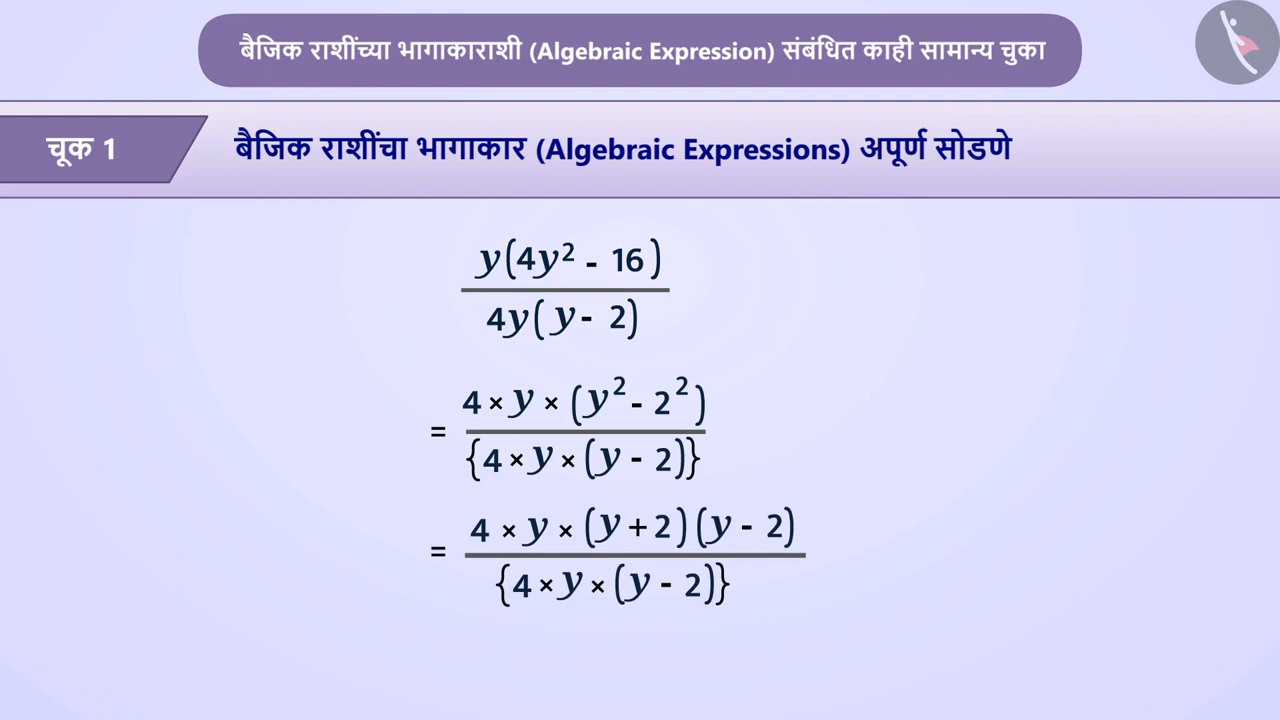 बैजिक राशींच्या भागाकाराशी (Algebraic Expression) संबंधित काही सामान्य चुका
चूक 1
बैजिक राशींचा भागाकार (Algebraic Expressions) अपूर्ण सोडणे
y(4y² - 16)
4y(y - 2)
4 × y × (y² - 2²)
=
{4 × y × (y - 2)}
4 × y × (y + 2)(y - 2)
=
{4 × y × (y - 2)}